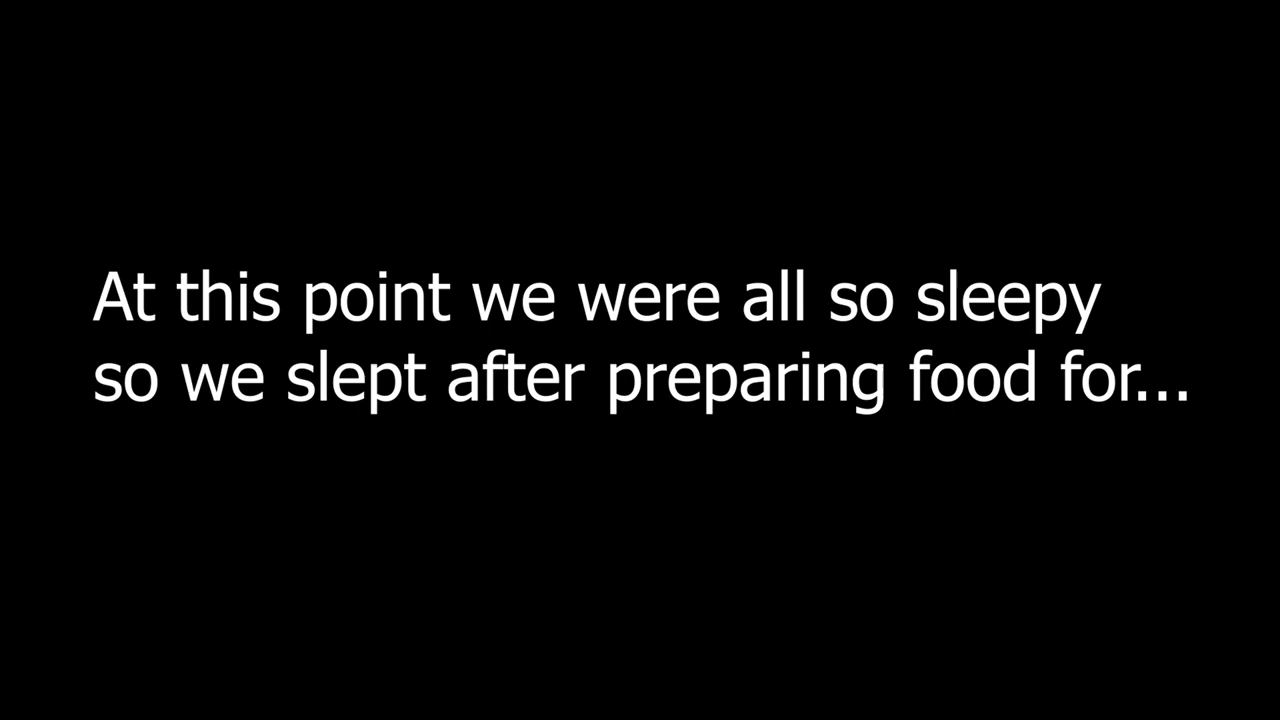 At this point we were all so sleepy
so we slept after preparing food for...